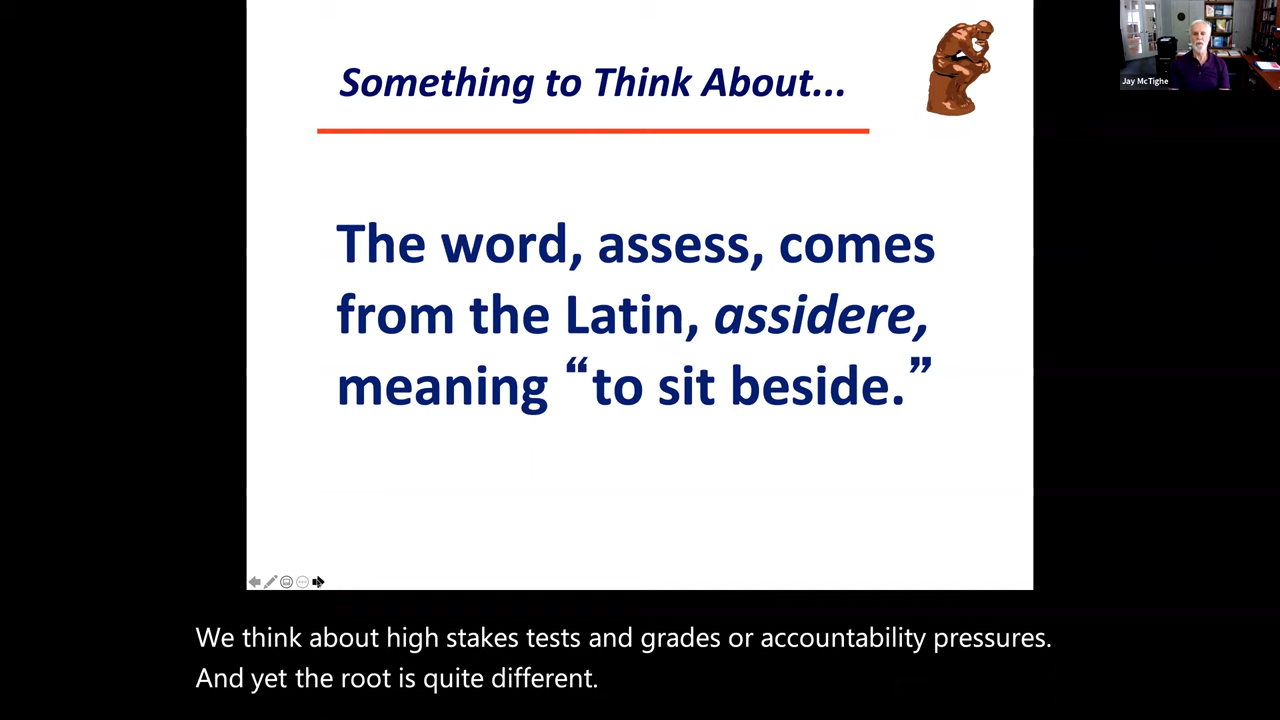 Something to Think About...
Jay McTighe
The word, assess, comes
from the Latin, assidere,
meaning “to sit beside.”
We think about high stakes tests and grades or accountability pressures.
And yet the root is quite different.